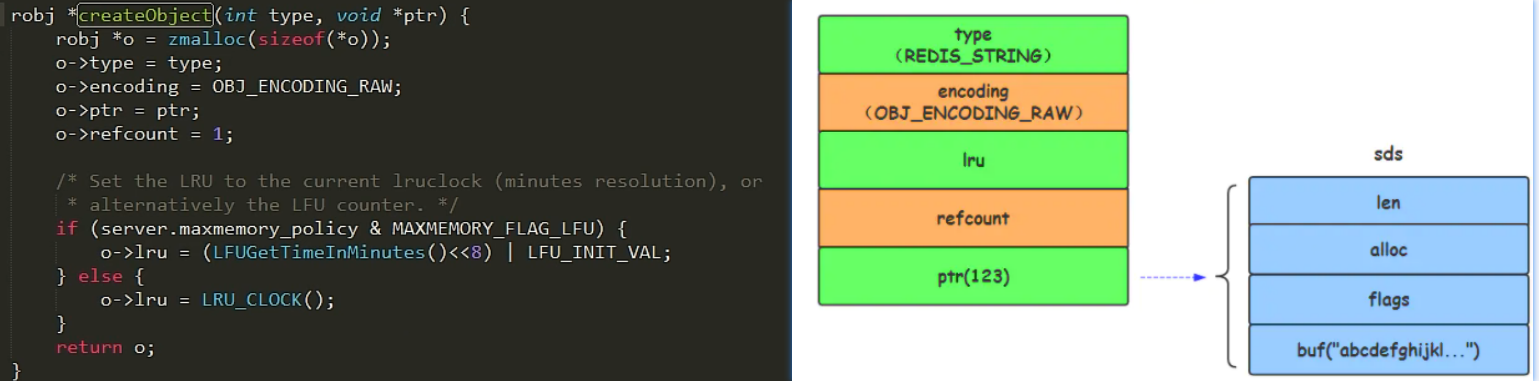 robj *createObject(int type, void *ptr) {
    robj *o = zmalloc(sizeof(*o));
    o->type = type;
    o->encoding = OBJ_ENCODING_RAW;
    o->ptr = ptr;
    o->refcount = 1;

    /* Set the LRU to the current lruclock (minutes resolution), or
     * alternatively the LFU counter. */
    if (server.maxmemory_policy & MAXMEMORY_FLAG_LFU) {
        o->lru = (LFUGetTimeInMinutes()<<8) | LFU_INIT_VAL;
    } else {
        o->lru = LRU_CLOCK();
    }
    return o;
}
type
（REDIS_STRING）
encoding
（OBJ_ENCODING_RAW）
lru
refcount
ptr(123)
sds
len
alloc
flags
buf("abcdefghijkl...")